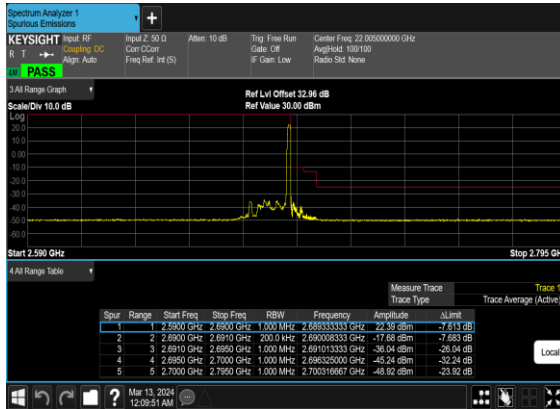 Spectrum Analyzer 1
Spurious Emissions
+
KEYSIGHT
R T
Input: RF
Coupling: DC
Align: Auto
Input Z: 50 Ω
Corr CCorr
Freq Ref: Int (S)
Atten: 10 dB
Trig: Free Run
Gate: Off
IF Gain: Low
Center Freq: 22.005000000 GHz
Avg|Hold: 100/100
Radio Std: None
PASS
3 All Range Graph
Scale/Div 10.0 dB
Ref Lvl Offset 32.96 dB
Ref Value 30.00 dBm
Log
20.0
10.0
0.00
-10.0
-20.0
-30.0
-40.0
-50.0
-60.0
Start 2.590 GHz
Stop 2.795 GH
4 All Range Table
Measure Trace Trace 1
Trace Type Trace Average (Active)
Spur Range Start Freq Stop Freq RBW Frequency Amplitude ΔLimit
1 1 2.5900 GHz 2.6900 GHz 1.000 MHz 2.689333333 GHz 22.39 dBm -7.613 dB
2 2 2.6900 GHz 2.6910 GHz 200.0 kHz 2.690008333 GHz -17.68 dBm -7.683 dB
3 3 2.6910 GHz 2.6950 GHz 1.000 MHz 2.691013333 GHz -36.04 dBm -26.04 dB
4 4 2.6950 GHz 2.7000 GHz 1.000 MHz 2.696325000 GHz -45.24 dBm -32.24 dB
5 5 2.7000 GHz 2.7950 GHz 1.000 MHz 2.700316667 GHz -48.92 dBm -23.92 dB
Local
?
Mar 13, 2024
12:09:51 AM